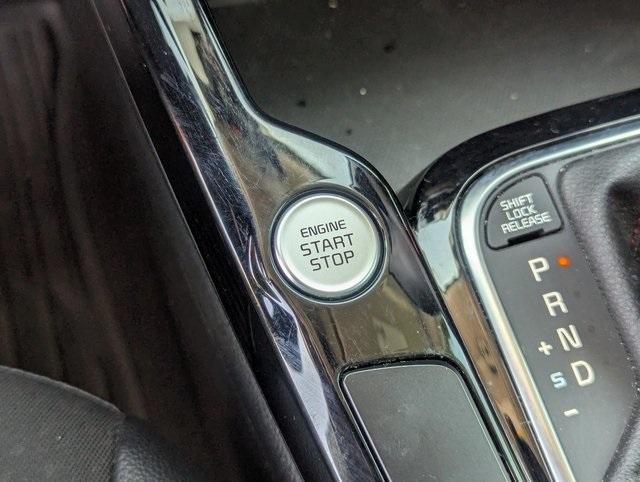 ENGINE
START
STOP
SHIFT
LOCK
RELEASE
P
R
+ N
S D
-